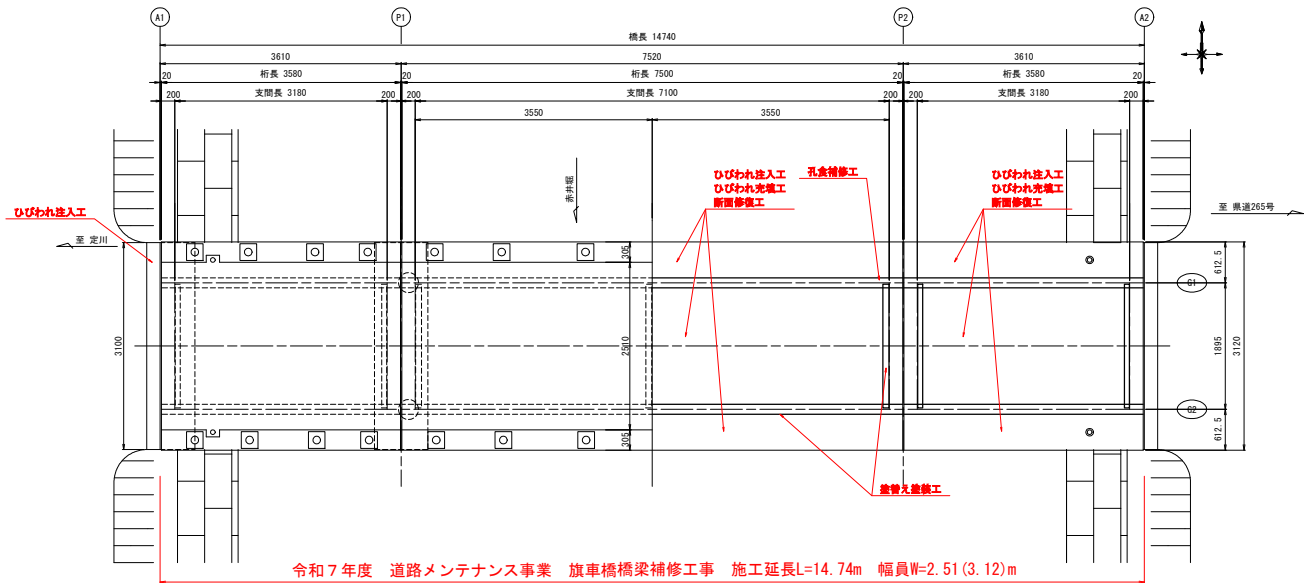 A1 P1 P2 A2
橋長 14740
3610 7520 3610
20 桁長 3580 20 桁長 7500 20 桁長 3580 20
200 支間長 3180 200 200 支間長 7100 200 200 支間長 3180 200
3550 3550
赤井堀
ひびわれ注入工
ひびわれ充填工
断面修復工
孔食補修工
ひびわれ注入工
ひびわれ充填工
断面修復工
ひびわれ注入工
至 定川
至 県道265号
305
612.5
G1
3100
2510
1895
3120
G2
305
612.5
塗替え塗装工
令和7年度 道路メンテナンス事業 旗車橋橋梁補修工事 施工延長L=14.74m 幅員W=2.51(3.12)m